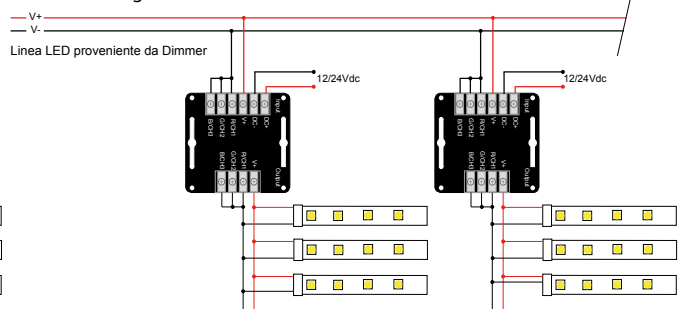 V+
V-
Linea LED proveniente da Dimmer
12/24Vdc
12/24Vdc
B/CH3
G/CH2
R/CH1
V+
DC-
DC+
Input
B/CH3
G/CH2
R/CH1
V+
Output
B/CH3
G/CH2
R/CH1
V+
DC-
DC+
Input
B/CH3
G/CH2
R/CH1
V+
Output